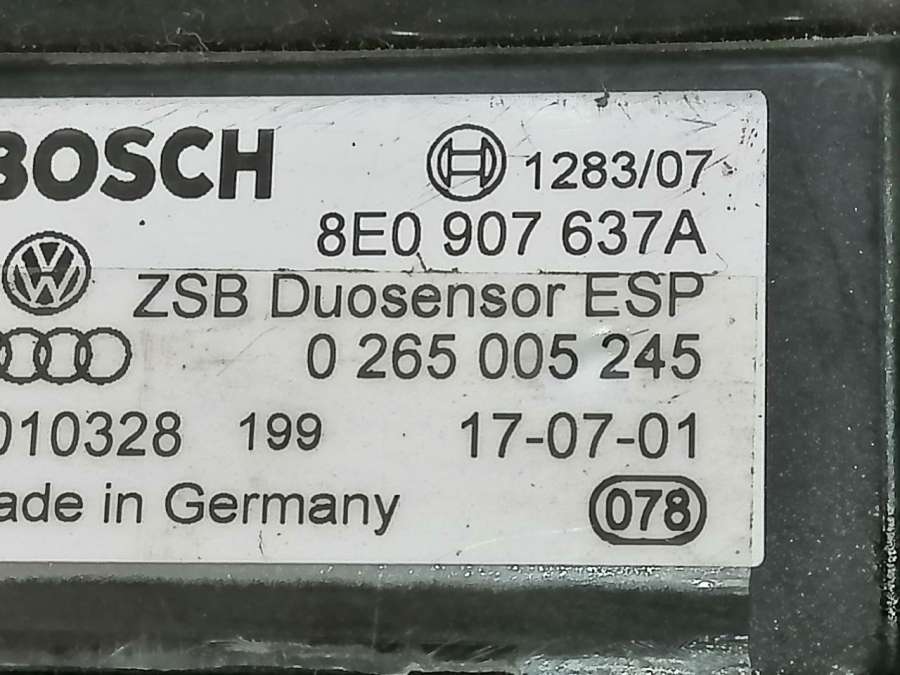 BOSCH 1283/07
8E0 907 637A
ZSB Duosensor ESP
0 265 005 245
010328 199 17-07-01
ade in Germany
078